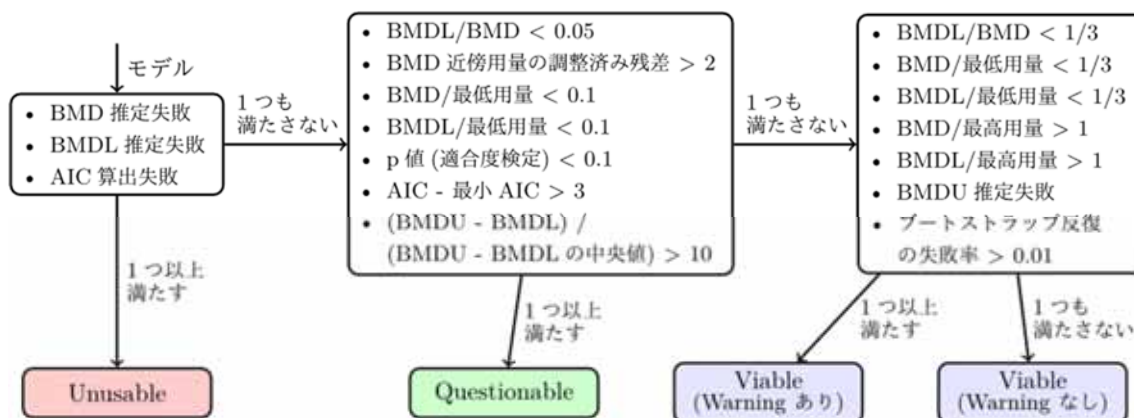 モデル
• BMD 推定失敗
• BMDL 推定失敗
• AIC 算出失敗
1 つも
満たさない
1 つ以上
満たす
Unusable
• BMDL/BMD < 0.05
• BMD 近傍用量の調整済み残差 > 2
• BMD/最低用量 < 0.1
• BMDL/最低用量 < 0.1
• p 値 (適合度検定) < 0.1
• AIC - 最小 AIC > 3
• (BMDU - BMDL) /
(BMDU - BMDL の中央値) > 10
1 つも
満たさない
1 つ以上
満たす
Questionable
• BMDL/BMD < 1/3
• BMD/最低用量 < 1/3
• BMDL/最低用量 < 1/3
• BMD/最高用量 > 1
• BMDL/最高用量 > 1
• BMDU 推定失敗
• ブートストラップ反復
の失敗率 > 0.01
1 つ以上
満たす
1 つも
満たさない
Viable
(Warning あり)
Viable
(Warning なし)